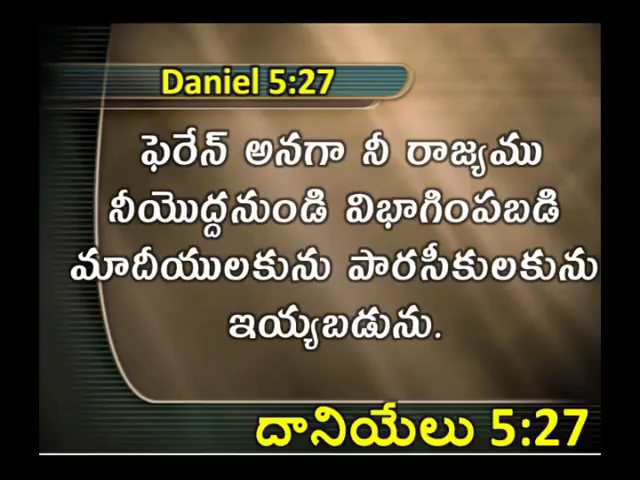 Daniel 5:27
ఫెరేన్ అనగా నీ రాజ్యము
నీయొద్దనుండి విభాగింపబడి
మాదీయులకును పారసీకులకును
ఇయ్యబడును.
దానియేలు 5:27